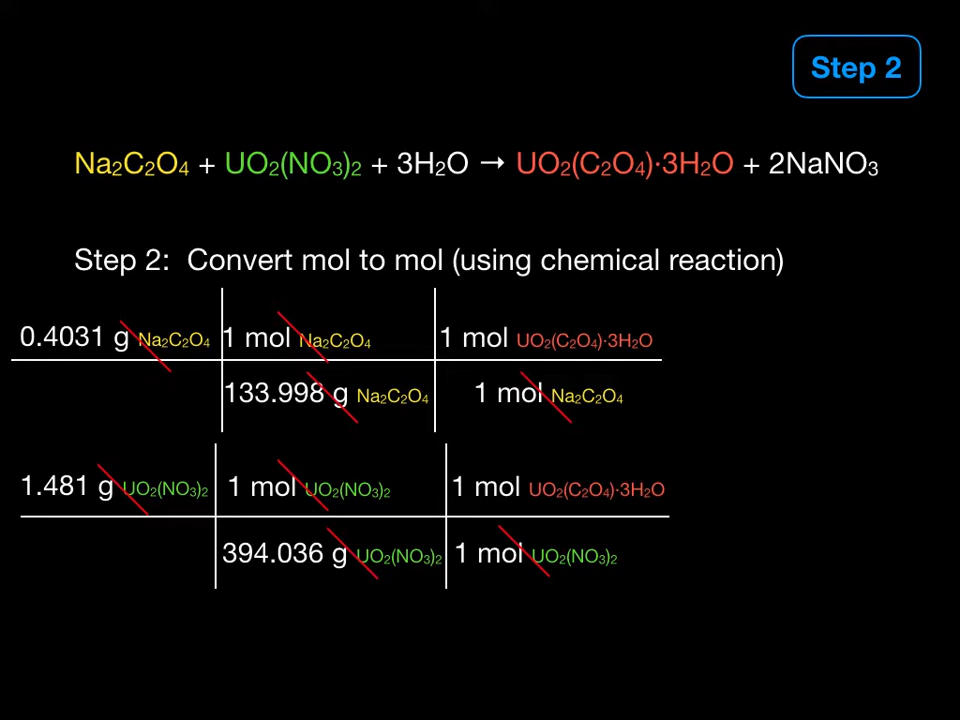 Step 2
Na₂C₂O₄ + UO₂(NO₃)₂ + 3H₂O → UO₂(C₂O₄)·3H₂O + 2NaNO₃
Step 2: Convert mol to mol (using chemical reaction)
0.4031 g Na₂C₂O₄ 1 mol Na₂C₂O₄ 1 mol UO₂(C₂O₄)·3H₂O
133.998 g Na₂C₂O₄ 1 mol Na₂C₂O₄
1.481 g UO₂(NO₃)₂ 1 mol UO₂(NO₃)₂ 1 mol UO₂(C₂O₄)·3H₂O
394.036 g UO₂(NO₃)₂ 1 mol UO₂(NO₃)₂